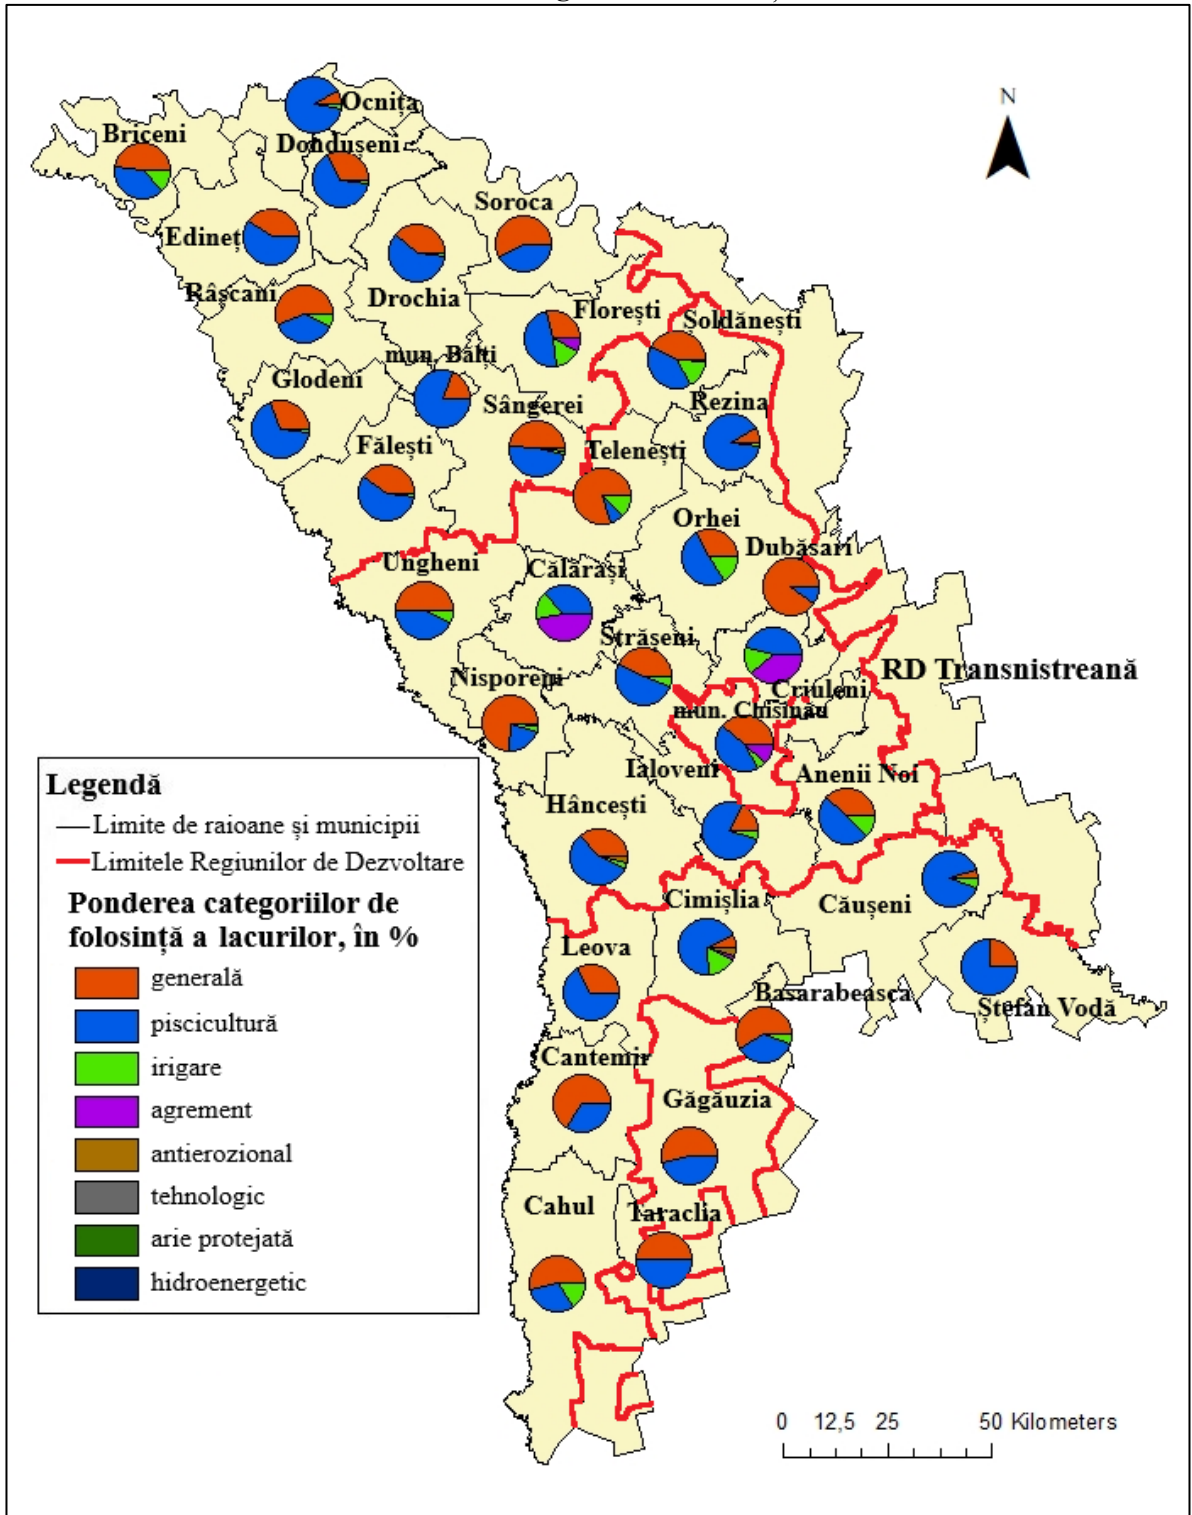 N
Ocnița
Briceni
Dondușeni
Soroca
Edineț
Drochia
Râșcani
Florești
Șoldănești
mun. Bălți
Glodeni
Sângerei
Rezina
Fălești
Telenești
Orhei
Dubăsari
Ungheni
Călărași
Strășeni
RD Transnistreană
Nisporeni
Criuleni
mun. Chișinău
Ialoveni
Anenii Noi
Hâncești
Cimișlia
Căușeni
Leova
Basarabeasca
Ștefan Vodă
Cantemir
Găgăuzia
Cahul
Taraclia
Legendă
Limite de raioane și municipii
Limitele Regiunilor de Dezvoltare
Ponderea categoriilor de
folosință a lacurilor, în %
generală
piscicultură
irigare
agrement
antierozional
tehnologic
arie protejată
hidroenergetic
0 12,5 25 50 Kilometers